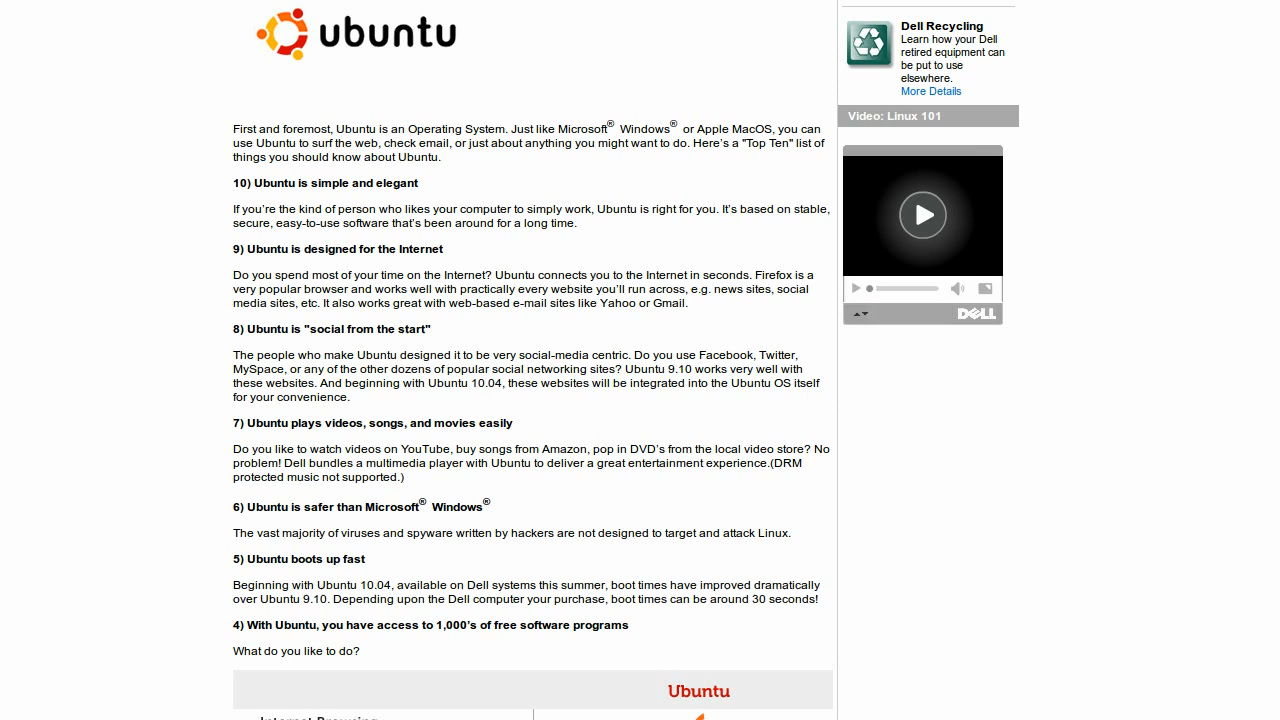 ubuntu
First and foremost, Ubuntu is an Operating System. Just like Microsoft® Windows® or Apple MacOS, you can
use Ubuntu to surf the web, check email, or just about anything you might want to do. Here's a "Top Ten" list of
things you should know about Ubuntu.
10) Ubuntu is simple and elegant
If you're the kind of person who likes your computer to simply work, Ubuntu is right for you. It's based on stable,
secure, easy-to-use software that's been around for a long time.
9) Ubuntu is designed for the Internet
Do you spend most of your time on the Internet? Ubuntu connects you to the Internet in seconds. Firefox is a
very popular browser and works well with practically every website you'll run across, e.g. news sites, social
media sites, etc. It also works great with web-based e-mail sites like Yahoo or Gmail.
8) Ubuntu is "social from the start"
The people who make Ubuntu designed it to be very social-media centric. Do you use Facebook, Twitter,
MySpace, or any of the other dozens of popular social networking sites? Ubuntu 9.10 works very well with
these websites. And beginning with Ubuntu 10.04, these websites will be integrated into the Ubuntu OS itself
for your convenience.
7) Ubuntu plays videos, songs, and movies easily
Do you like to watch videos on YouTube, buy songs from Amazon, pop in DVD's from the local video store? No
problem! Dell bundles a multimedia player with Ubuntu to deliver a great entertainment experience.(DRM
protected music not supported.)
6) Ubuntu is safer than Microsoft® Windows®
The vast majority of viruses and spyware written by hackers are not designed to target and attack Linux.
5) Ubuntu boots up fast
Beginning with Ubuntu 10.04, available on Dell systems this summer, boot times have improved dramatically
over Ubuntu 9.10. Depending upon the Dell computer your purchase, boot times can be around 30 seconds!
4) With Ubuntu, you have access to 1,000's of free software programs
What do you like to do?
Ubuntu
Internet Browsing
Dell Recycling
Learn how your Dell
retired equipment can
be put to use
elsewhere.
More Details
Video: Linux 101
DELL